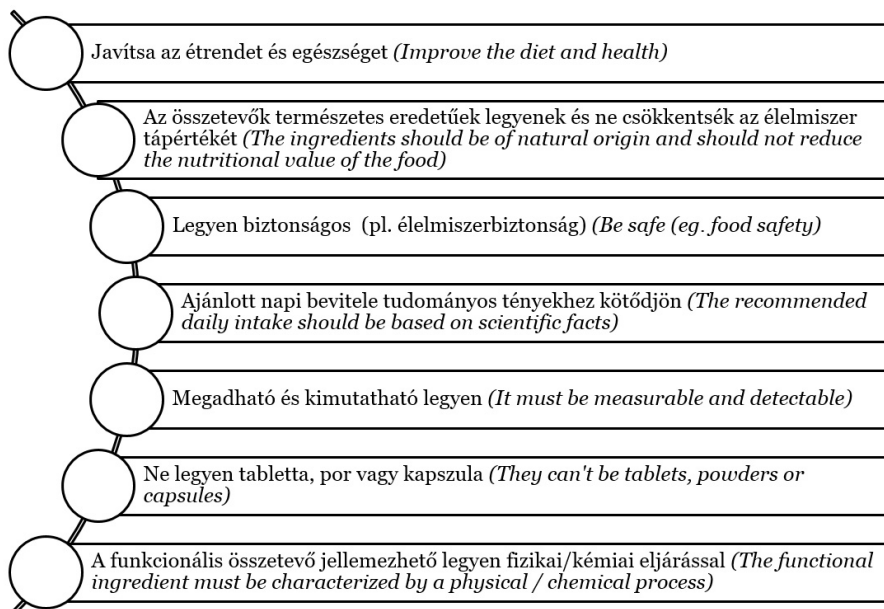 Javítsa az étrendet és egészséget (Improve the diet and health)
Az összetevők természetes eredetűek legyenek és ne csökkentsék az élelmiszer
tápértékét (The ingredients should be of natural origin and should not reduce
the nutritional value of the food)
Legyen biztonságos (pl. élelmiszerbiztonság) (Be safe (eg. food safety)
Ajánlott napi bevitele tudományos tényekhez kötődjön (The recommended
daily intake should be based on scientific facts)
Megadható és kimutatható legyen (It must be measurable and detectable)
Ne legyen tabletta, por vagy kapszula (They can't be tablets, powders or
capsules)
A funkcionális összetevő jellemezhető legyen fizikai/kémiai eljárással (The functional
ingredient must be characterized by a physical / chemical process)